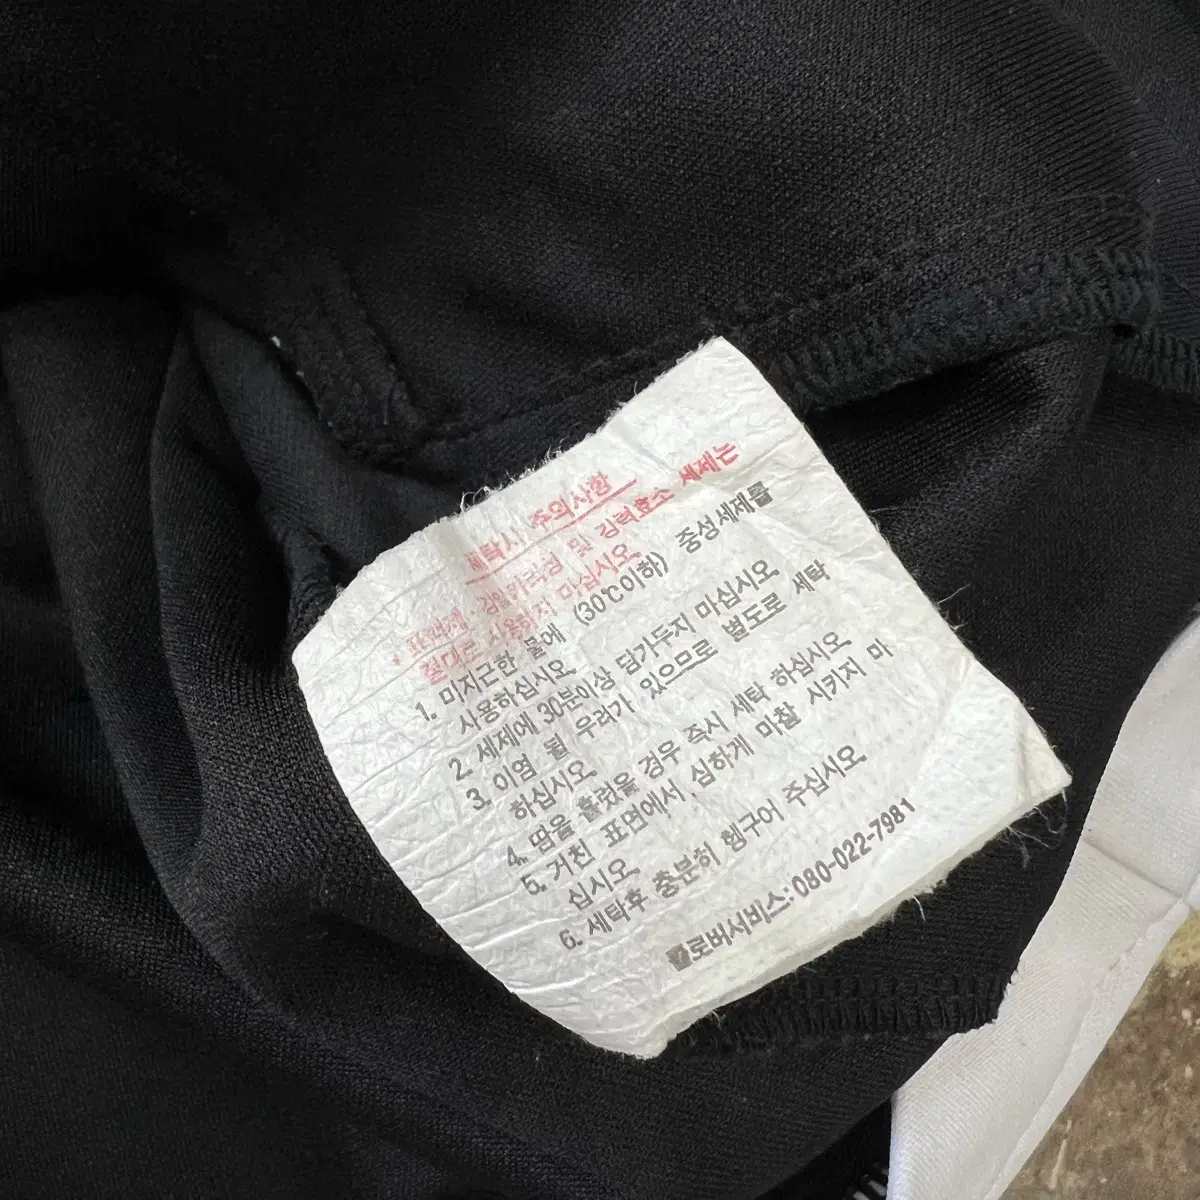 세탁시 주의사항
· 표백제·김알칼리성 및 강력효소 세제는
절대로 사용하지 마십시오.
1. 미지근한 물에 (30℃이하) 중성세제를
사용하십시오.
2. 세제에 30분이상 담가두지 마십시오.
3. 이염 될 우려가 있으므로 별도로 세탁
하십시오.
4. 땀을 흘렸을 경우 즉시 세탁 하십시오.
5. 거친 표면에서 심하게 마찰 시키지 마
십시오.
6. 세탁후 충분히 헹구어 주십시오.
로버서비스:080-022-7981